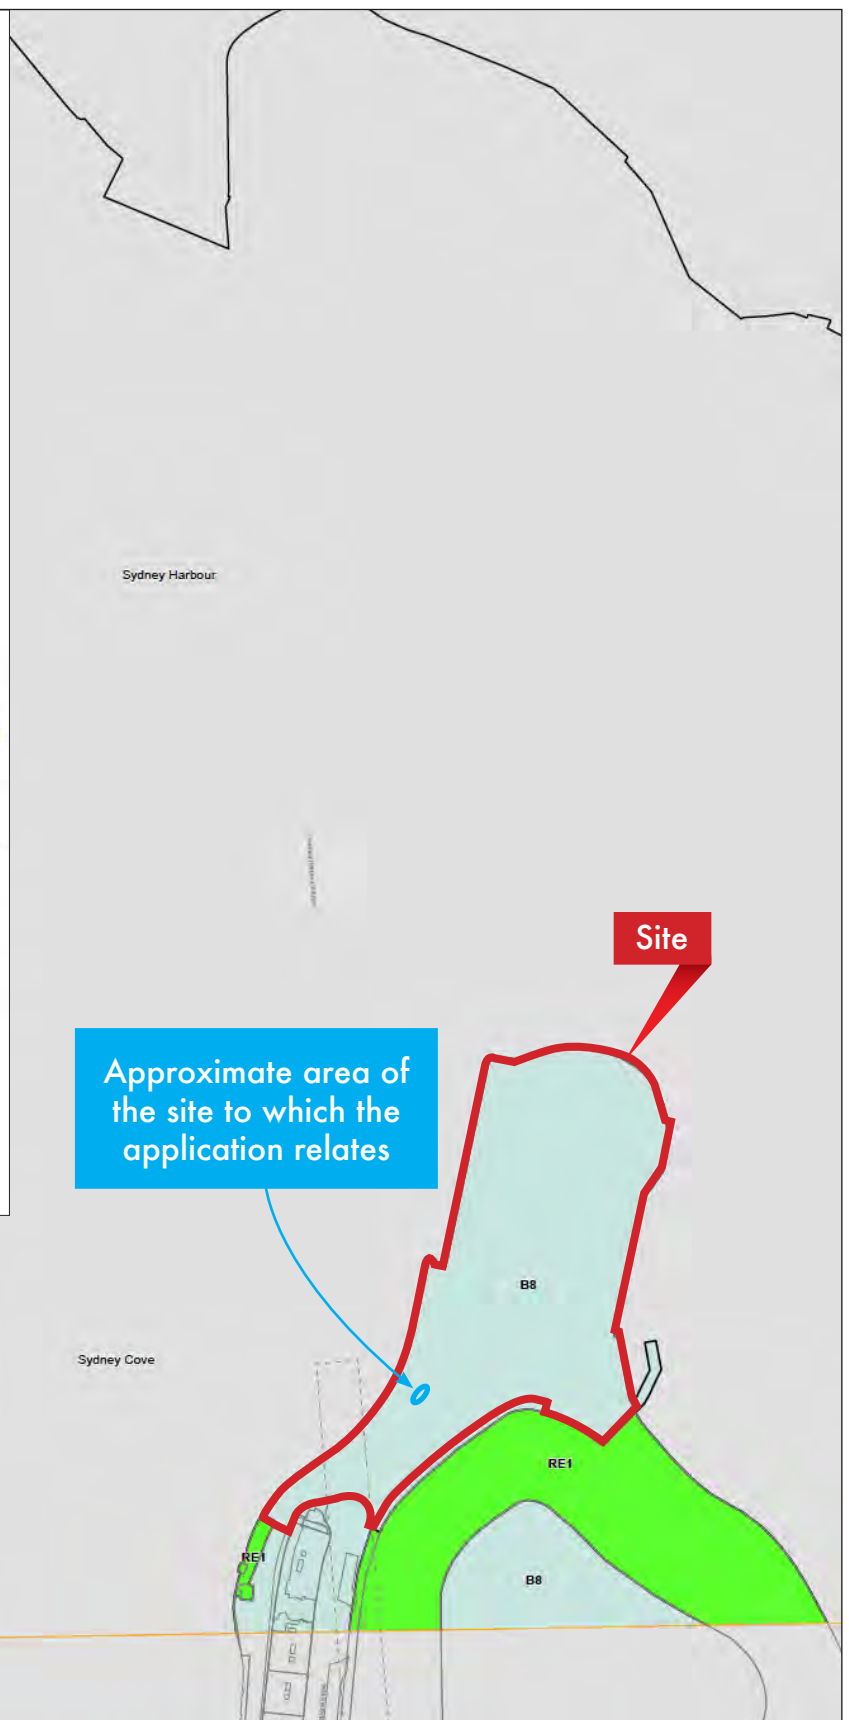 Sydney Harbour
Site
Approximate area of
the site to which the
application relates
B8
Sydney Cove
RE1
RE1
B8